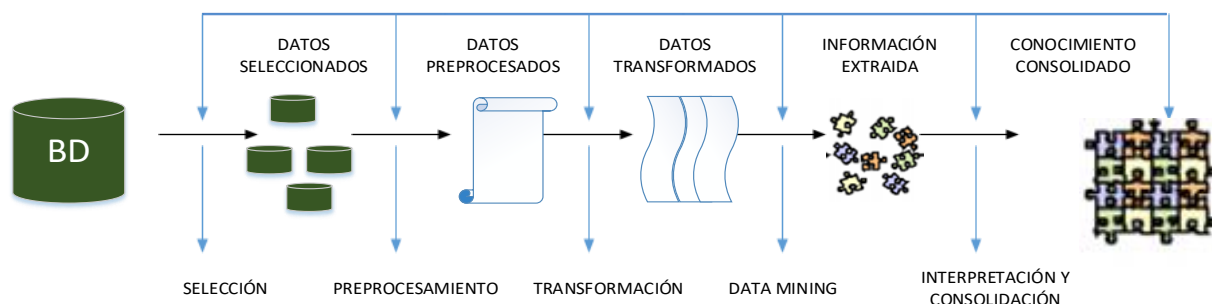 DATOS
SELECCIONADOS
DATOS
PREPROCESADOS
DATOS
TRANSFORMADOS
INFORMACIÓN
EXTRAIDA
CONOCIMIENTO
CONSOLIDADO
BD
SELECCIÓN
PREPROCESAMIENTO
TRANSFORMACIÓN
DATA MINING
INTERPRETACIÓN Y
CONSOLIDACIÓN